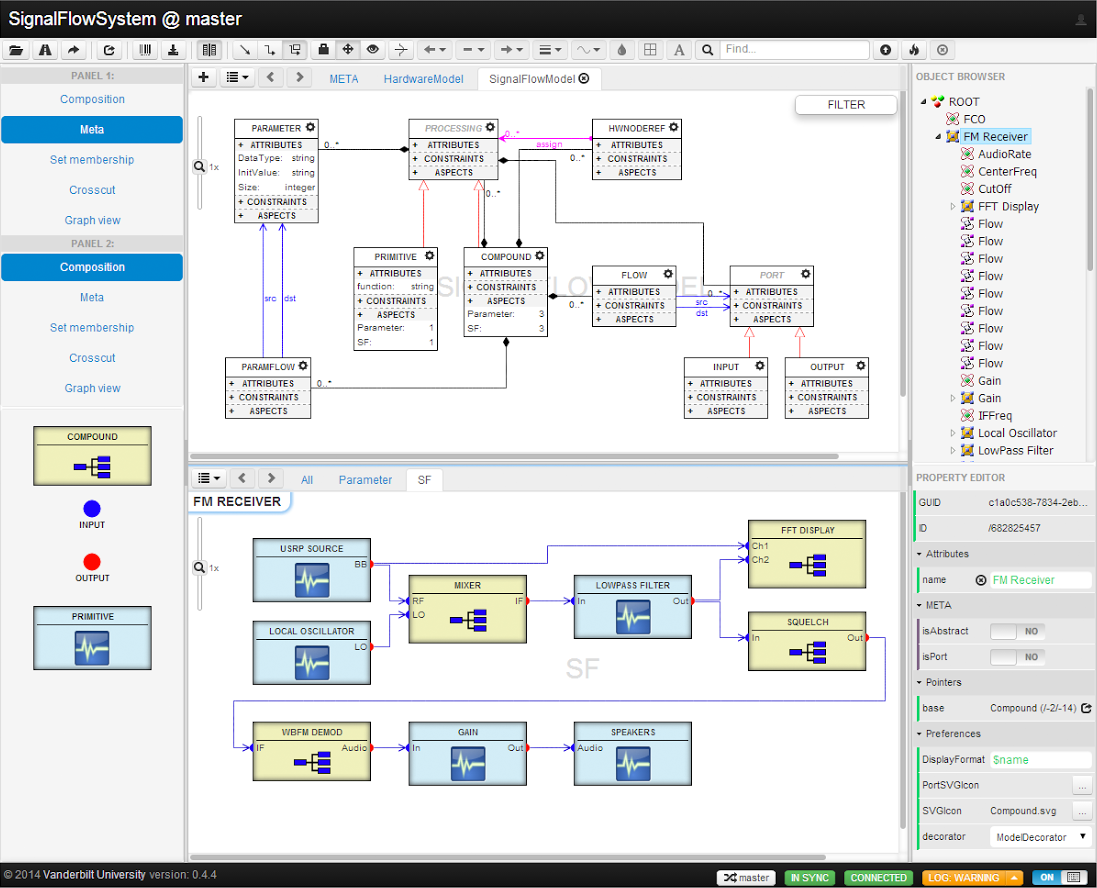 SignalFlowSystem @ master
Find...
PANEL 1:
Composition
Meta
Set membership
Crosscut
Graph view
PANEL 2:
Composition
Meta
Set membership
Crosscut
Graph view
COMPOUND
INPUT
OUTPUT
PRIMITIVE
META HardwareModel SignalFlowModel
FILTER
1x
PARAMETER
+ ATTRIBUTES
DataType: string
InitValue: string
Size: integer
+ CONSTRAINTS
+ ASPECTS
0..*
PROCESSING
+ ATTRIBUTES
+ CONSTRAINTS
+ ASPECTS
0..*
assign
0..*
0..*
HWNODEREF
+ ATTRIBUTES
+ CONSTRAINTS
+ ASPECTS
src dst
PRIMITIVE
+ ATTRIBUTES
function: string
+ CONSTRAINTS
+ ASPECTS
Parameter: 1
SF: 1
COMPOUND
+ ATTRIBUTES
+ CONSTRAINTS
+ ASPECTS
Parameter: 3
SF: 3
0..*
FLOW
+ ATTRIBUTES
+ CONSTRAINTS
+ ASPECTS
0..*
src
dst
PORT
+ ATTRIBUTES
+ CONSTRAINTS
+ ASPECTS
PARAMFLOW
+ ATTRIBUTES
+ CONSTRAINTS
+ ASPECTS
0..*
INPUT
+ ATTRIBUTES
+ CONSTRAINTS
+ ASPECTS
OUTPUT
+ ATTRIBUTES
+ CONSTRAINTS
+ ASPECTS
All Parameter SF
FM RECEIVER
1x
USRP SOURCE
BB
LOCAL OSCILLATOR
LO
MIXER
RF IF
LO
LOWPASS FILTER
In Out
FFT DISPLAY
Ch1
Ch2
SQUELCH
In Out
SF
WBFM DEMOD
IF Audio
GAIN
In Out
SPEAKERS
Audio
OBJECT BROWSER
ROOT
FCO
FM Receiver
AudioRate
CenterFreq
CutOff
FFT Display
Flow
Flow
Flow
Flow
Flow
Flow
Flow
Flow
Flow
Gain
Gain
IFFreq
Local Oscillator
LowPass Filter
PROPERTY EDITOR
GUID c1a0c538-7834-2eb...
ID /682825457
Attributes
name FM Receiver
META
isAbstract NO
isPort NO
Pointers
base Compound (/-2/-14)
Preferences
DisplayFormat $name
PortSVGIcon ...
SVGIcon Compound.svg ...
decorator ModelDecorator
© 2014 Vanderbilt University version: 0.4.4
master IN SYNC CONNECTED LOG: WARNING ON